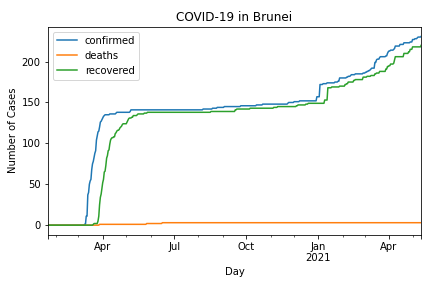 COVID-19 in Brunei
confirmed
deaths
recovered
Number of Cases
200
150
100
50
0
Apr
Jul
Oct
Jan
2021
Apr
Day